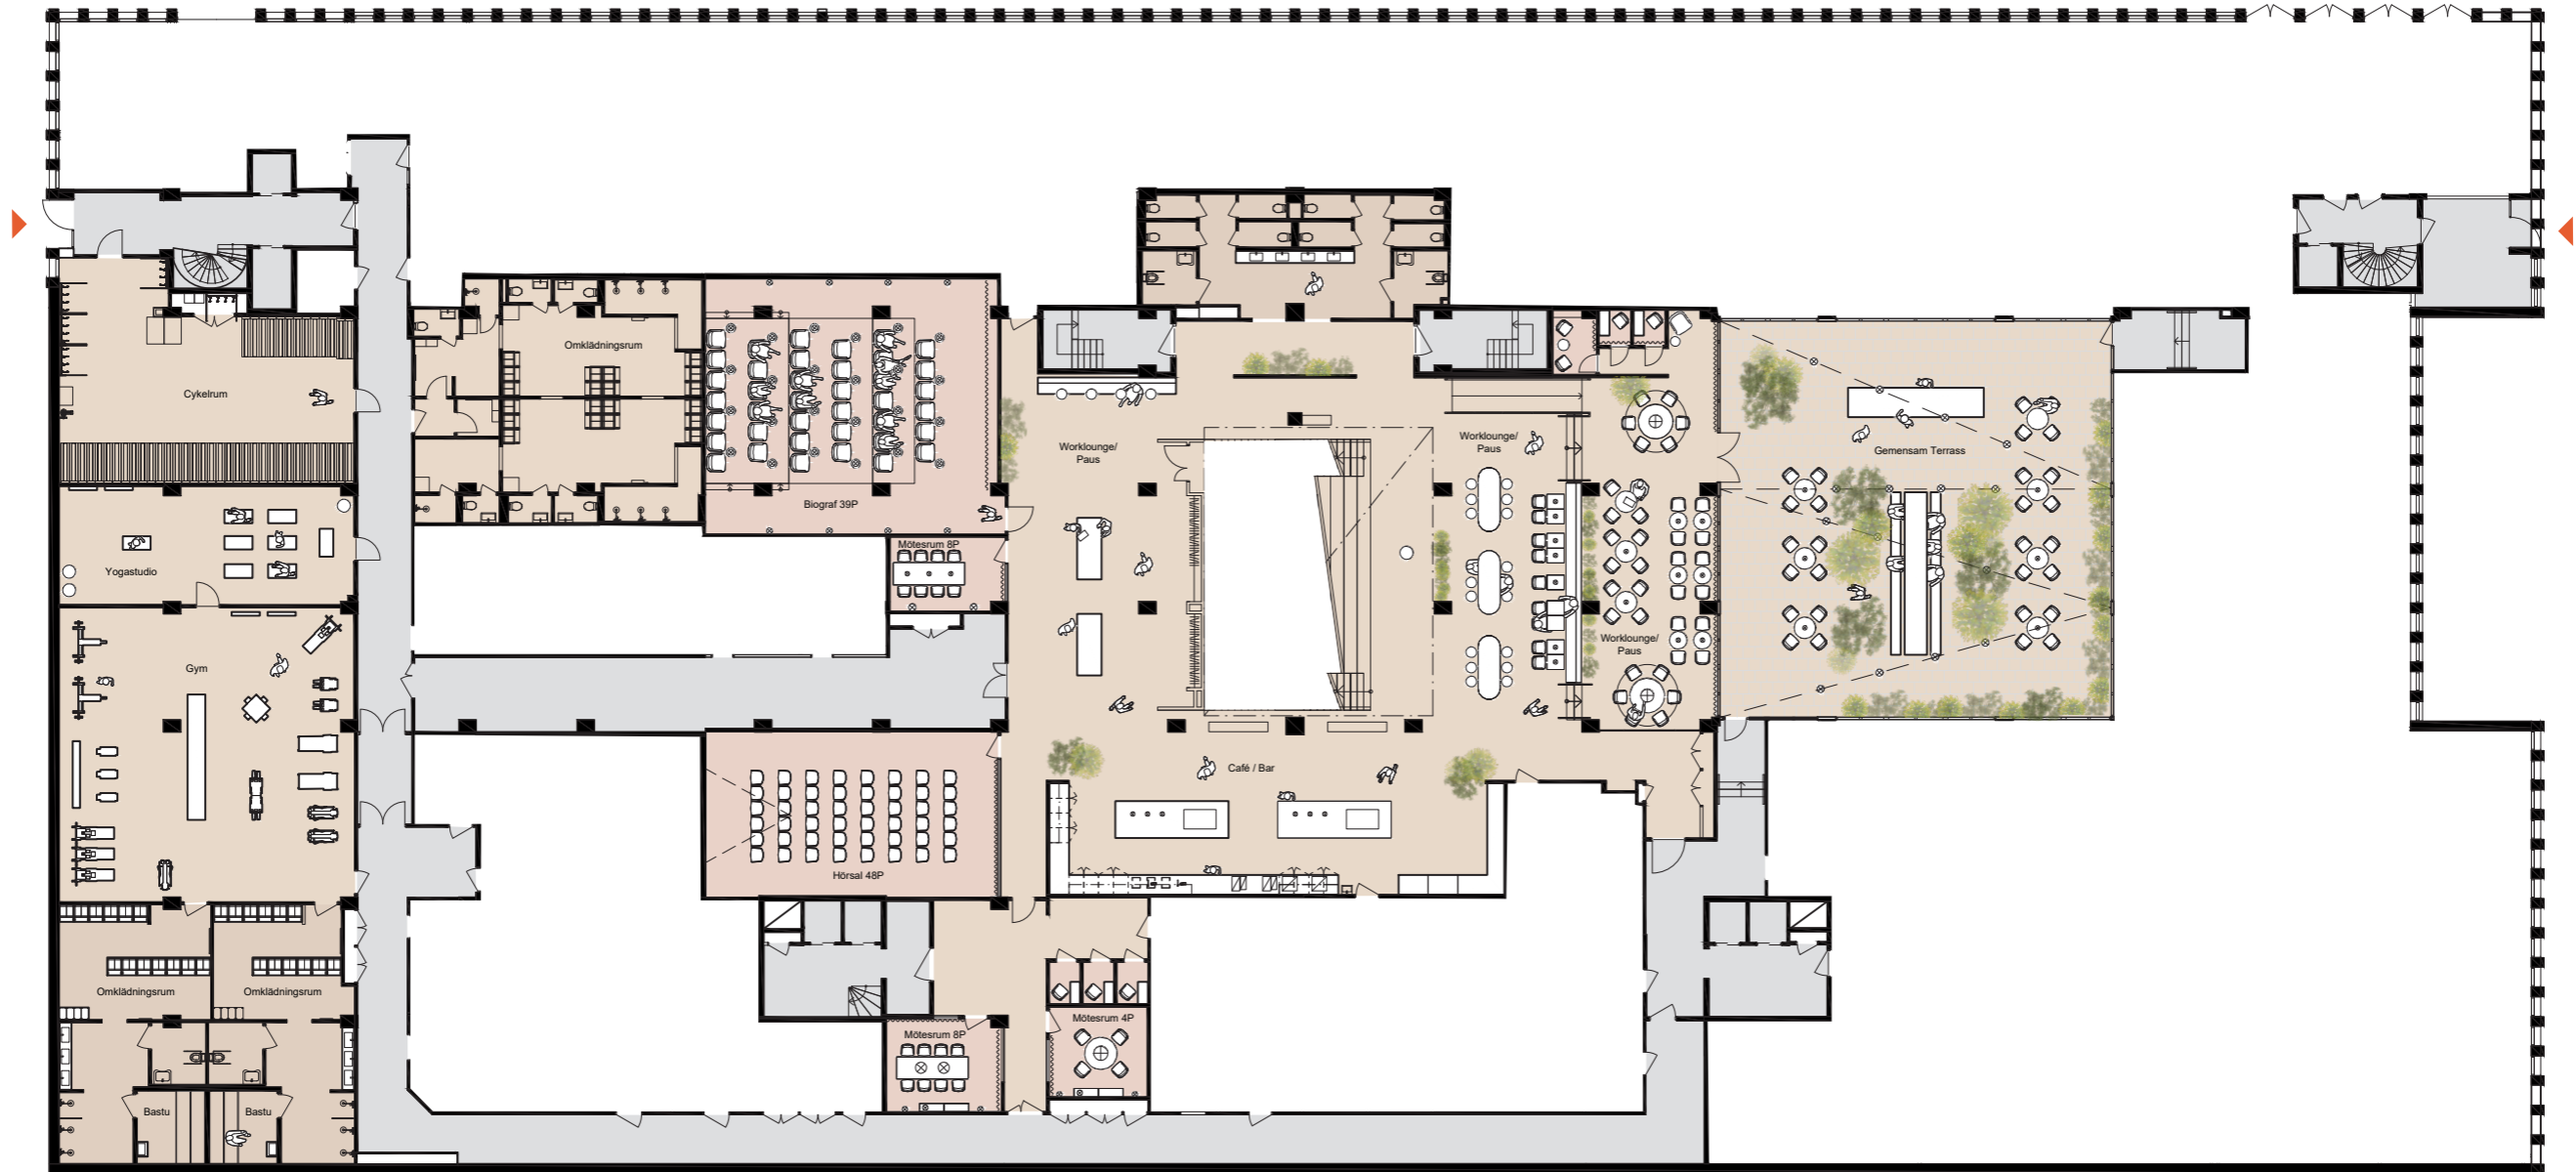 Omklädningsrum
Cykelrum
Biograf 39P
Worklounge/
Paus
Worklounge/
Paus
Gemensam Terrass
Mötesrum 8P
Yogastudio
Gym
Worklounge/
Paus
Café / Bar
Hörsal 48P
Omklädningsrum
Omklädningsrum
Mötesrum 8P
Mötesrum 4P
Bastu
Bastu